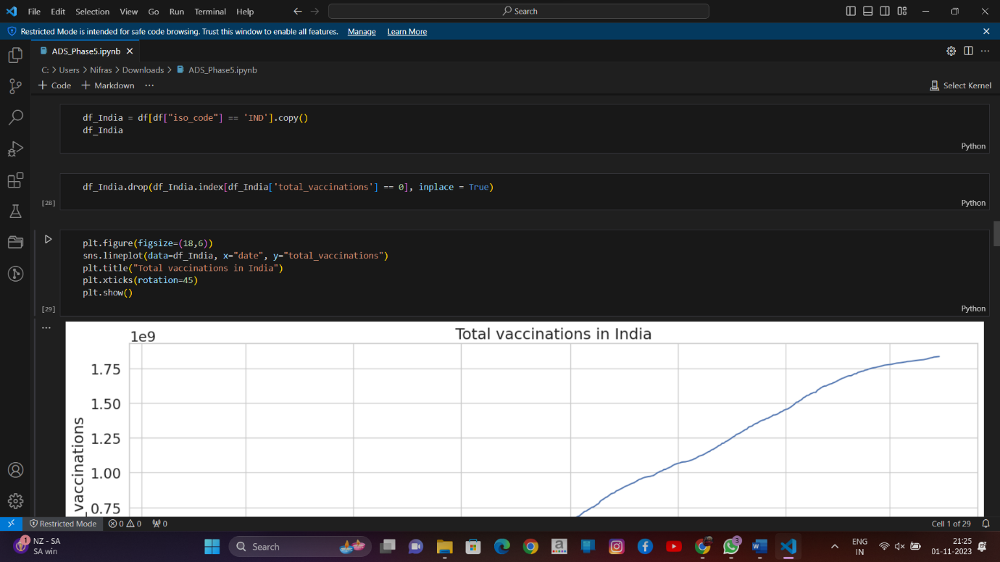 File Edit Selection View Go Run Terminal Help
Search
Restricted Mode is intended for safe code browsing. Trust this window to enable all features. Manage Learn More
ADS_Phase5.ipynb
C: > Users > Nifras > Downloads > ADS_Phase5.ipynb
+ Code + Markdown ...
Select Kernel
df_India = df[df["iso_code"] == 'IND'].copy()
df_India
Python
df_India.drop(df_India.index[df_India['total_vaccinations'] == 0], inplace = True)
[28]
Python
plt.figure(figsize=(18,6))
sns.lineplot(data=df_India, x="date", y="total_vaccinations")
plt.title("Total vaccinations in India")
plt.xticks(rotation=45)
plt.show()
[29]
Python
...
1e9
Total vaccinations in India
1.75
1.50
1.25
1.00
0.75
_vaccinations
Restricted Mode 0 0 0
Cell 1 of 29
1
NZ - SA
SA win
Search
a
3
W
ENG
IN
21:25
01-11-2023